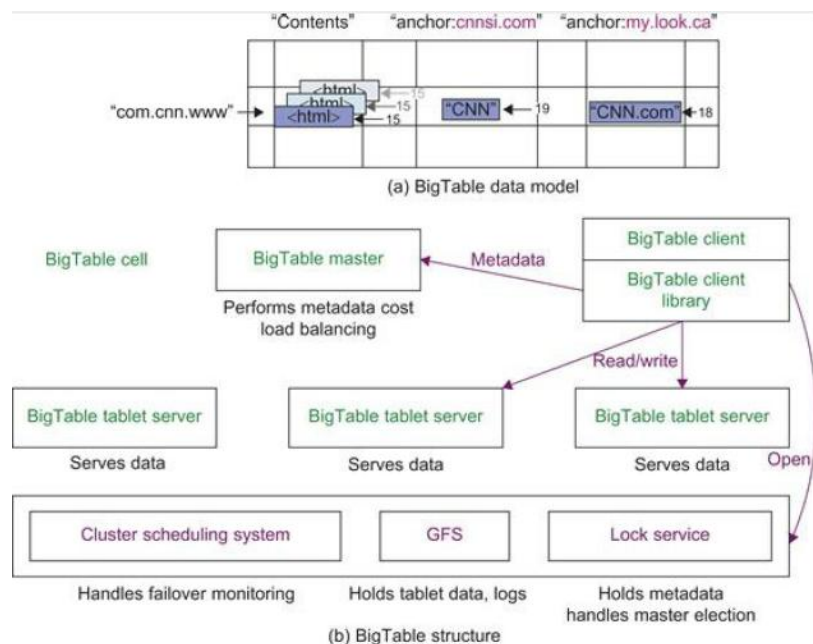 "Contents" "anchor:cnnsi.com" "anchor:my.look.ca"
<html> 15
<html> 15
"com.cnn.www" <html> 15 "CNN" 19 "CNN.com" 18
(a) BigTable data model
BigTable client
BigTable cell BigTable master Metadata
BigTable client
library
Performs metadata cost
load balancing
Read/write
BigTable tablet server BigTable tablet server BigTable tablet server
Serves data Serves data Serves data
Open
Cluster scheduling system GFS Lock service
Handles failover monitoring Holds tablet data, logs Holds metadata
handles master election
(b) BigTable structure